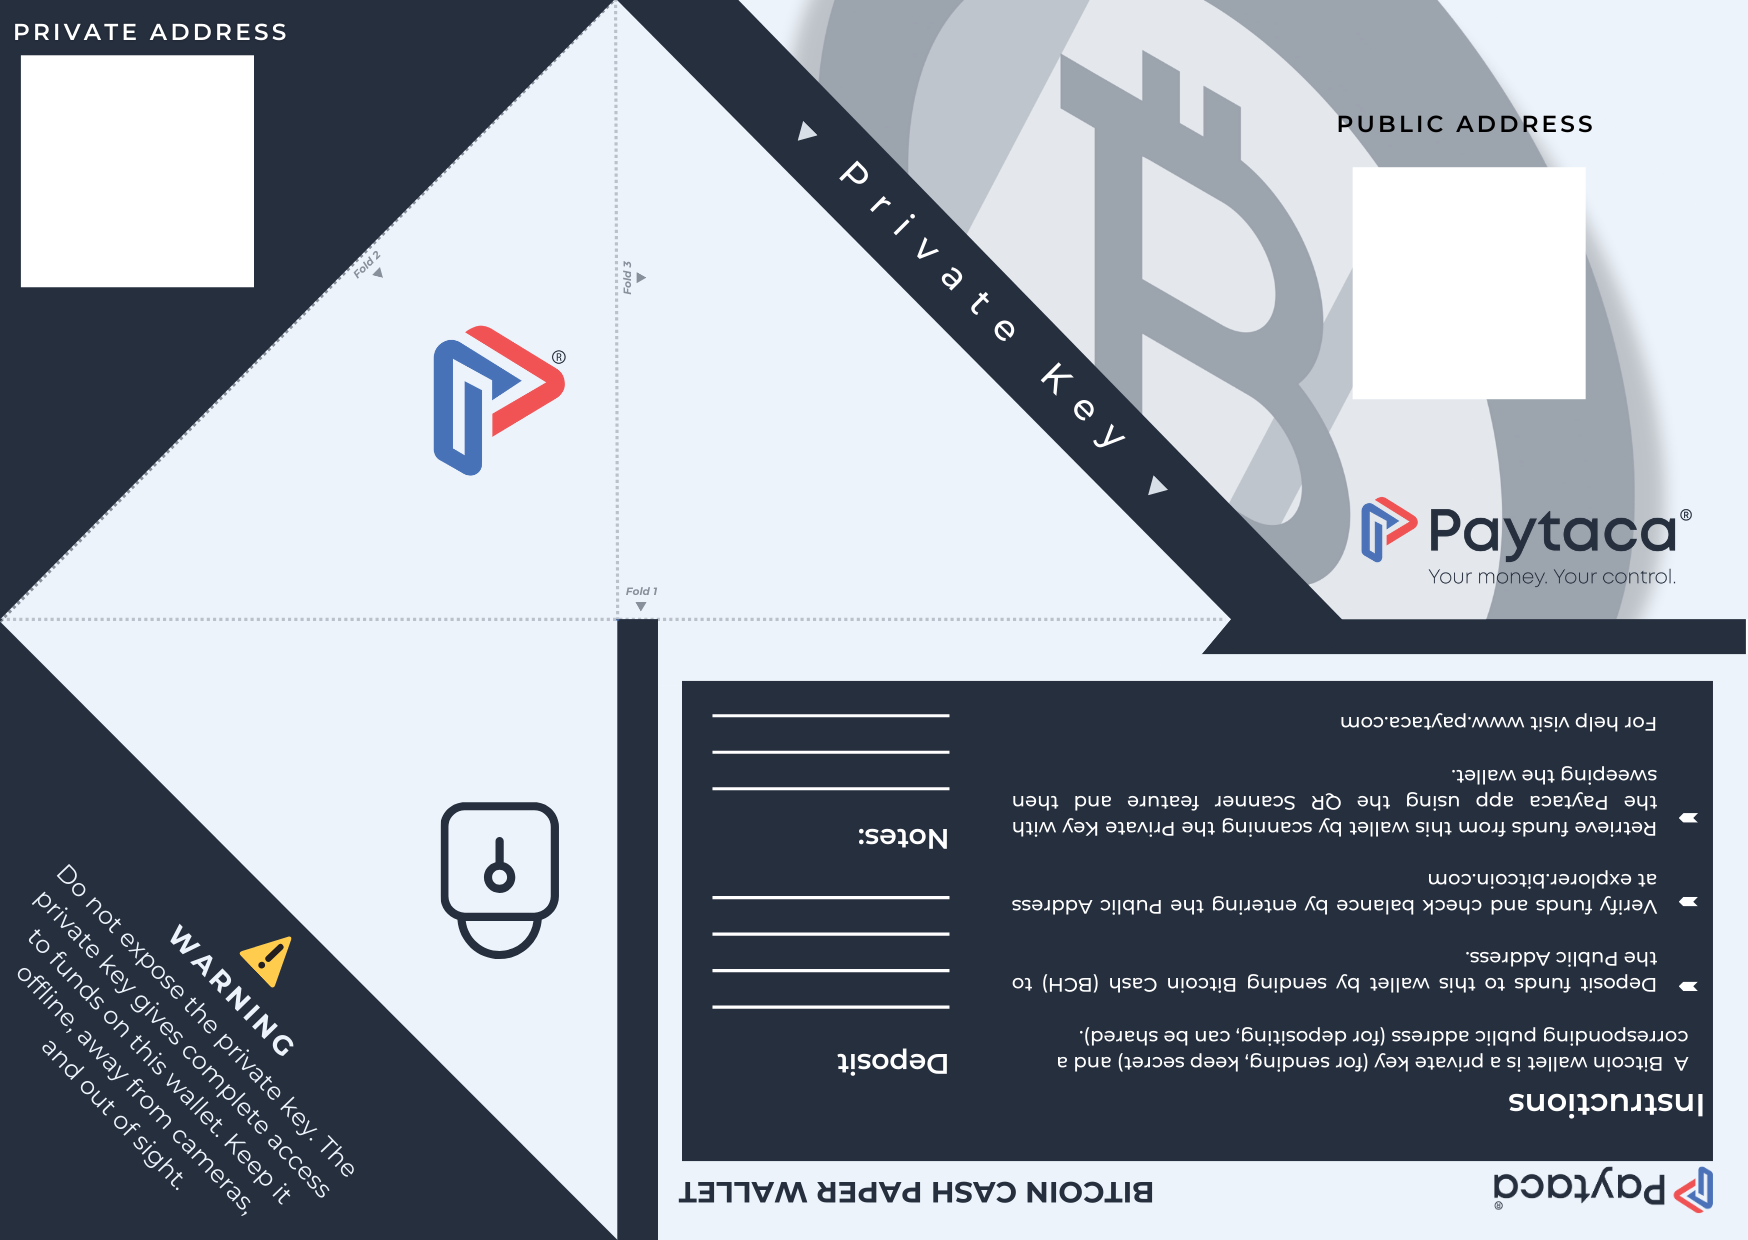 PRIVATE ADDRESS
PUBLIC ADDRESS
Fold 2
Fold 3
Fold 1
®
Private Key
Paytaca®
Your money. Your control.
WARNING
Do not expose the private key. The
private key gives complete access
to funds on this wallet. Keep it
offline, away from cameras,
and out of sight.
Paytaca®
BITCOIN CASH PAPER WALLET
Instructions
A Bitcoin wallet is a private key (for sending, keep secret) and a
corresponding public address (for depositing, can be shared).
Deposit funds to this wallet by sending Bitcoin Cash (BCH) to
the Public Address.
Verify funds and check balance by entering the Public Address
at explorer.bitcoin.com
Retrieve funds from this wallet by scanning the Private Key with
the Paytaca app using the QR Scanner feature and then
sweeping the wallet.
For help visit www.paytaca.com
Deposit
Notes: